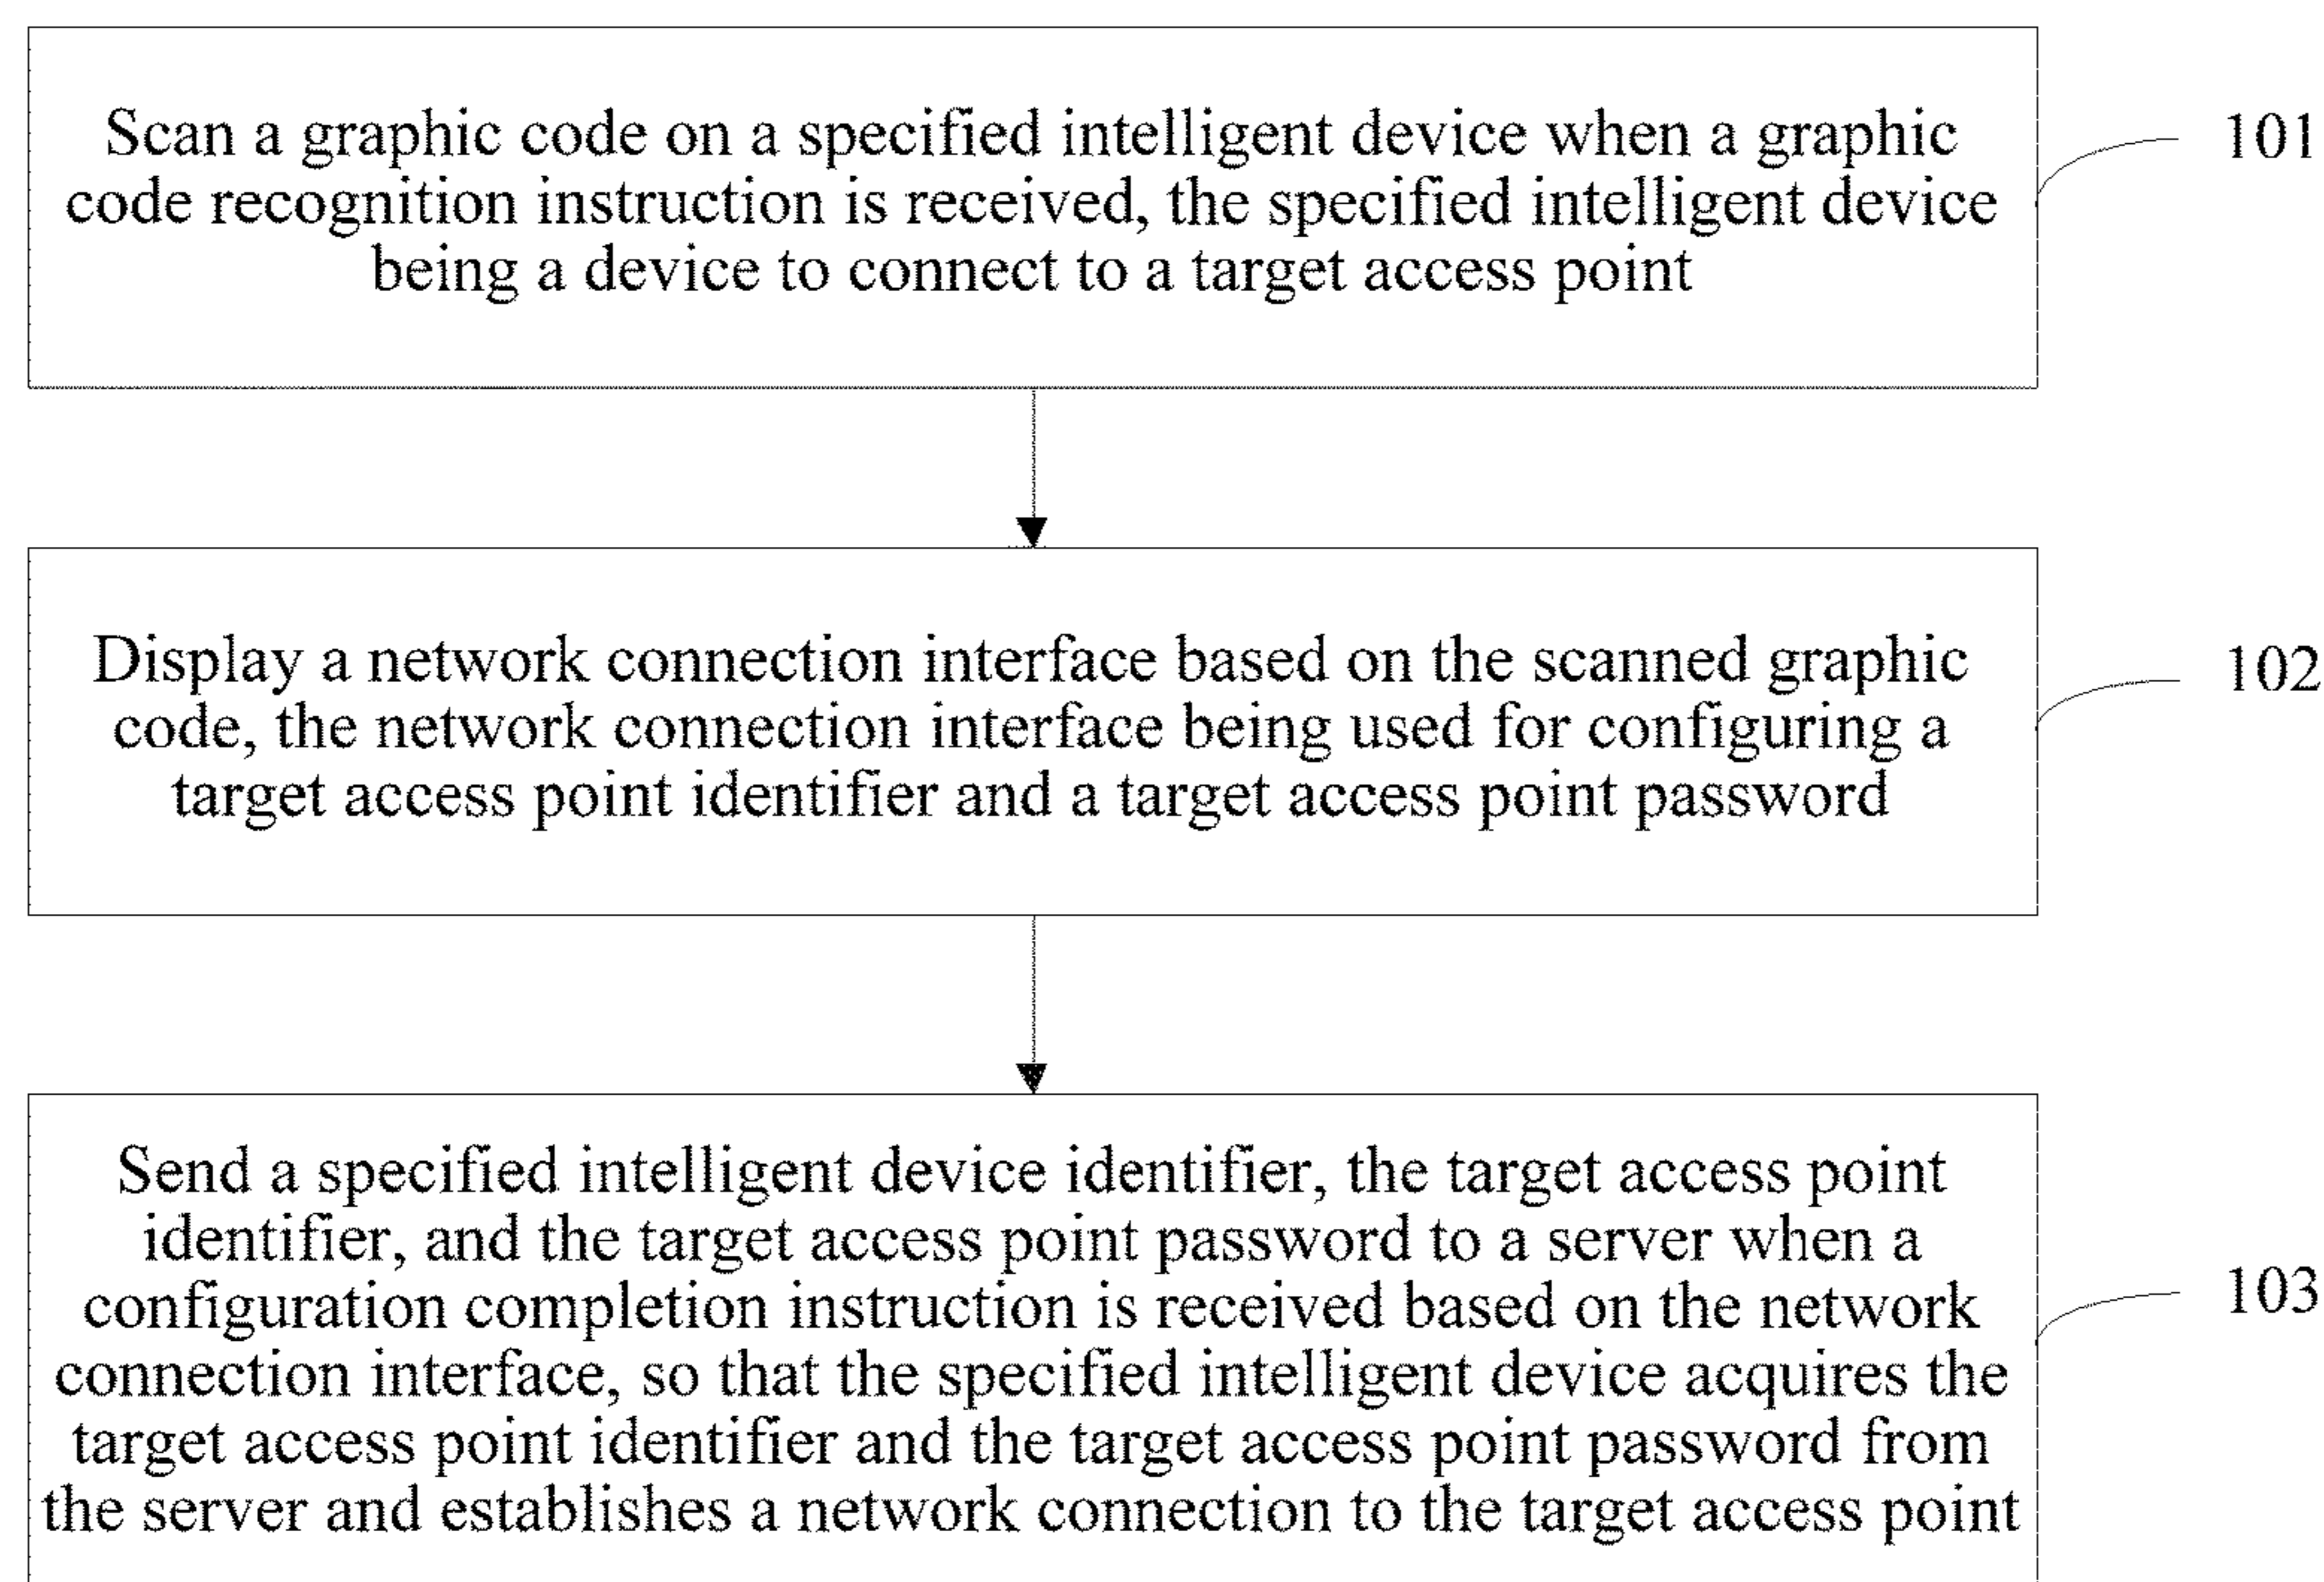 Scan a graphic code on a specified intelligent device when a graphic
code recognition instruction is received, the specified intelligent device
being a device to connect to a target access point
101
Display a network connection interface based on the scanned graphic
code, the network connection interface being used for configuring a
target access point identifier and a target access point password
102
Send a specified intelligent device identifier, the target access point
identifier, and the target access point password to a server when a
configuration completion instruction is received based on the network
connection interface, so that the specified intelligent device acquires the
target access point identifier and the target access point password from
the server and establishes a network connection to the target access point
103